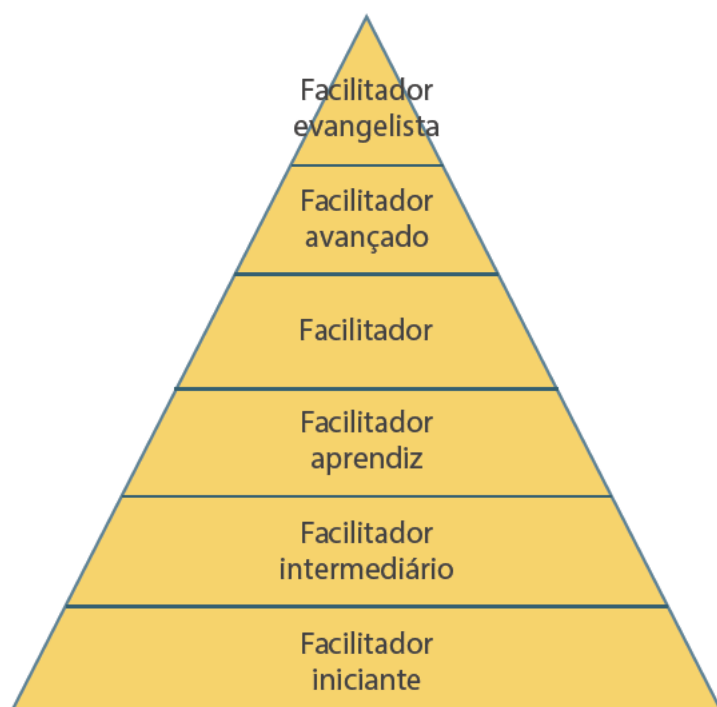 Facilitador
evangelista
Facilitador
avançado
Facilitador
Facilitador
aprendiz
Facilitador
intermediário
Facilitador
iniciante